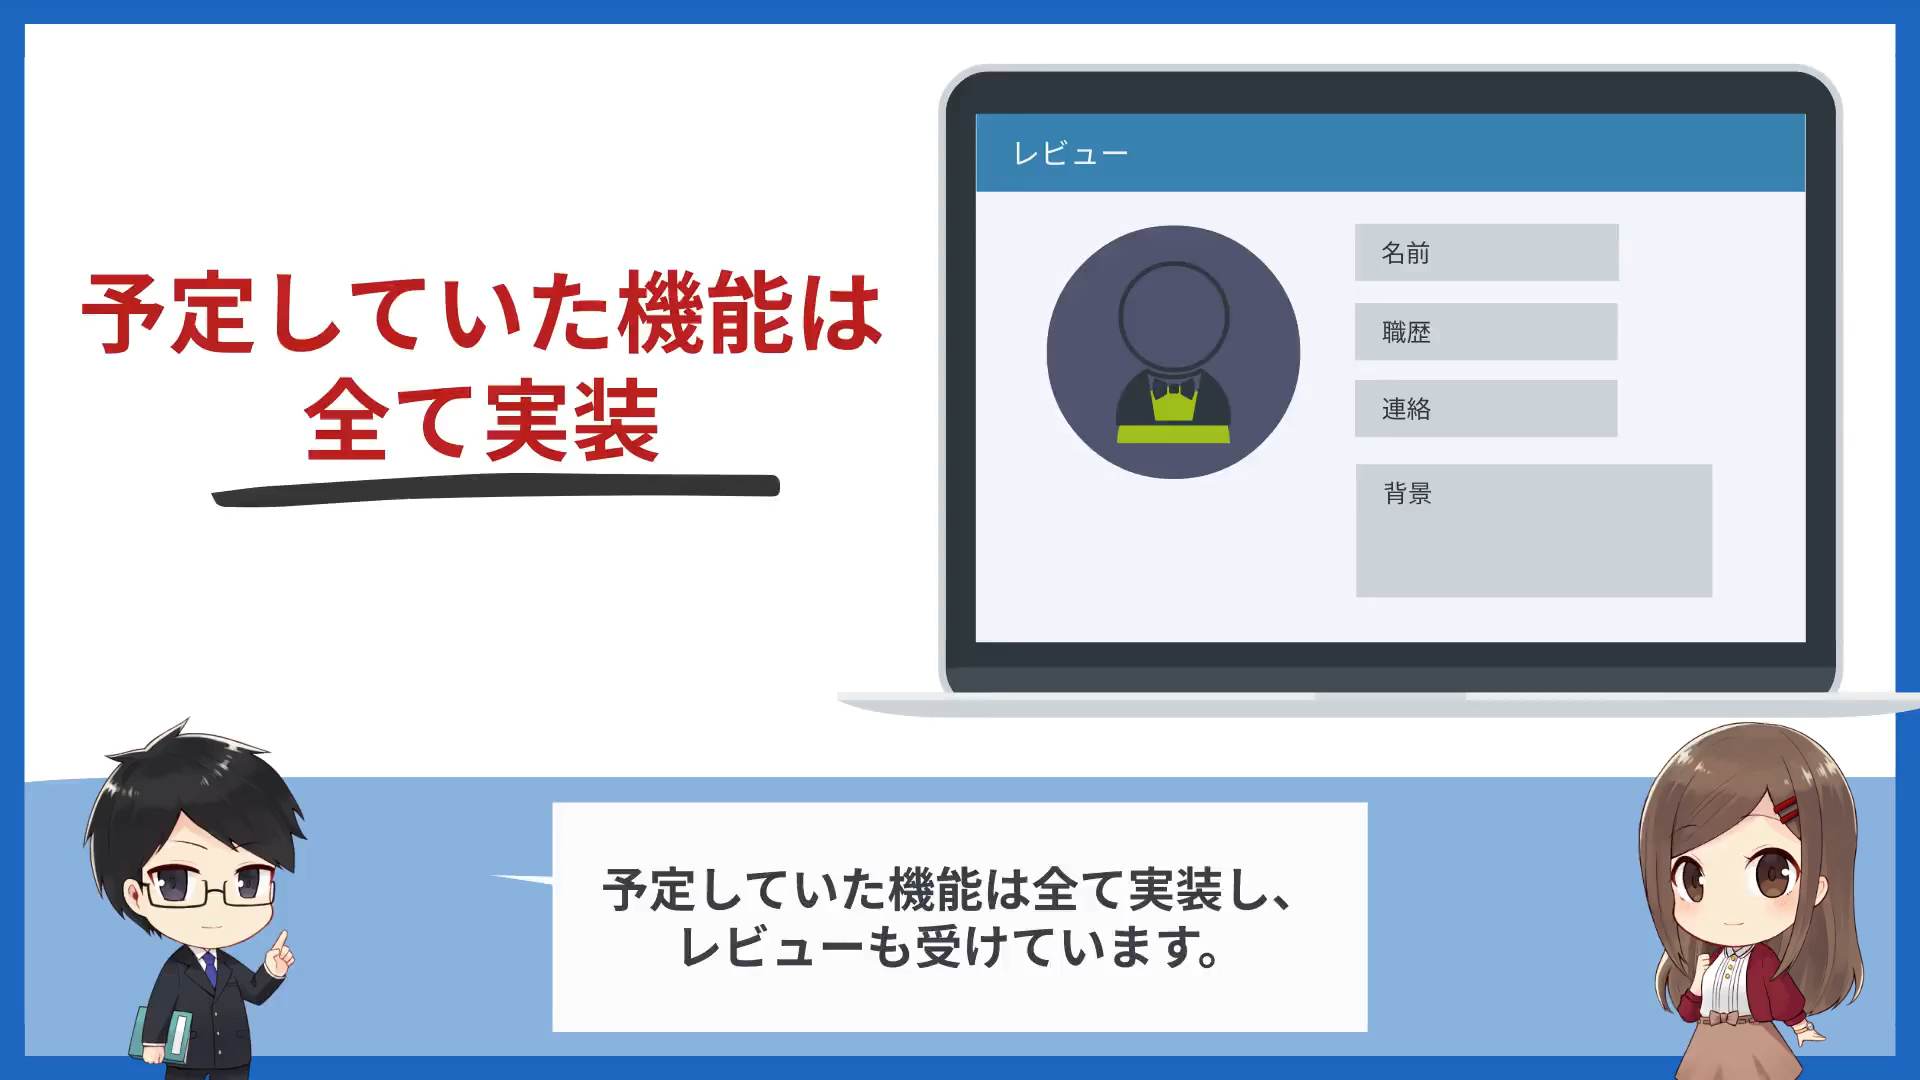 予定していた機能は
全て実装
レビュー
名前
職歴
連絡
背景
予定していた機能は全て実装し、
レビューも受けています。